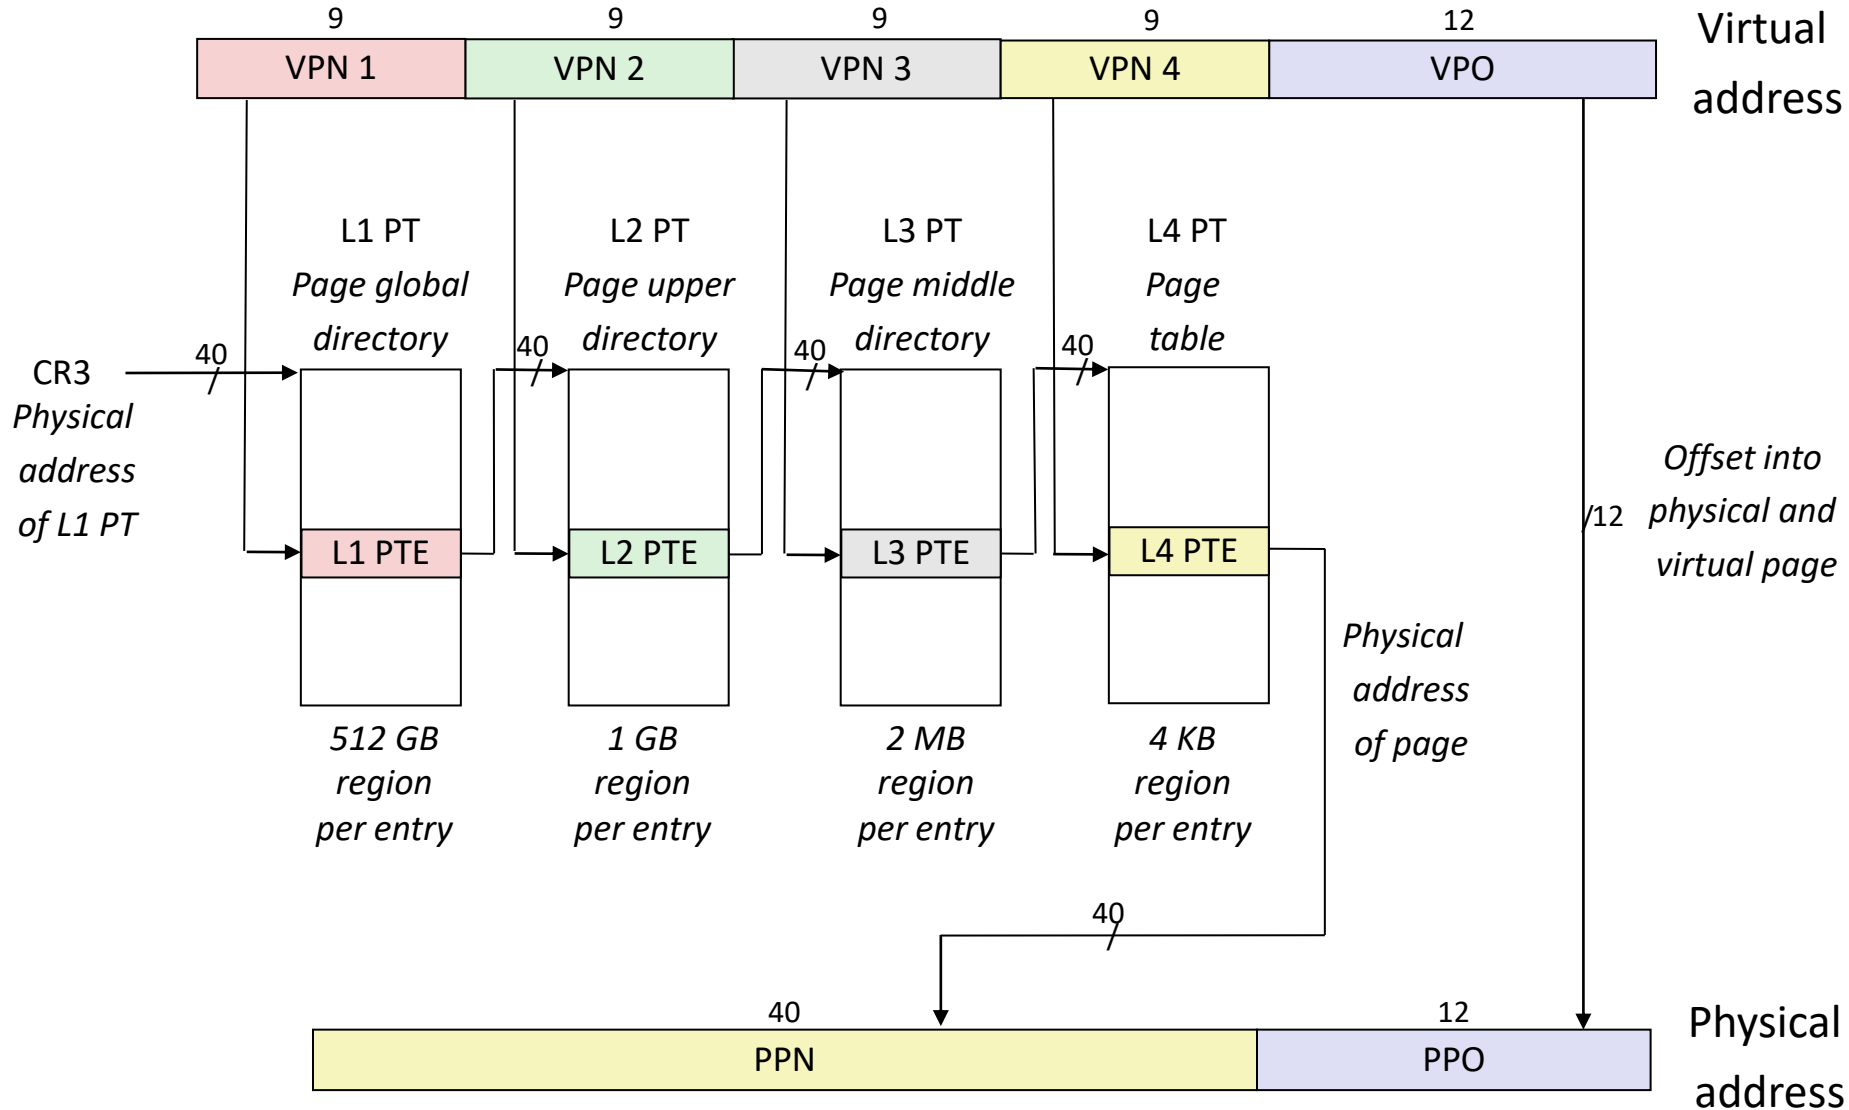 9
9
9
9
12
Virtual
address
VPN 1
VPN 2
VPN 3
VPN 4
VPO
L1 PT
Page global
directory
L2 PT
Page upper
directory
L3 PT
Page middle
directory
L4 PT
Page
table
CR3
Physical
address
of L1 PT
40
40
40
40
L1 PTE
L2 PTE
L3 PTE
L4 PTE
/12
Offset into
physical and
virtual page
512 GB
region
per entry
1 GB
region
per entry
2 MB
region
per entry
4 KB
region
per entry
Physical
address
of page
40
40
12
PPN
PPO
Physical
address